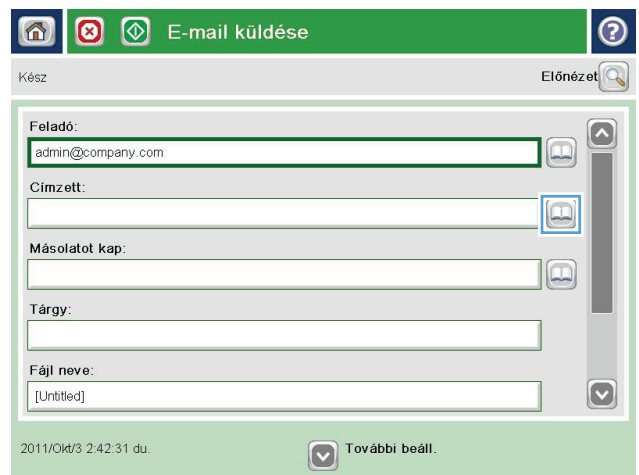 E-mail küldése
Kész
Előnézet
Feladó:
admin@company.com
Címzett:
Másolatot kap:
Tárgy:
Fájl neve:
[Untitled]
2011/Okt/3 2:42:31 du.
További beáll.